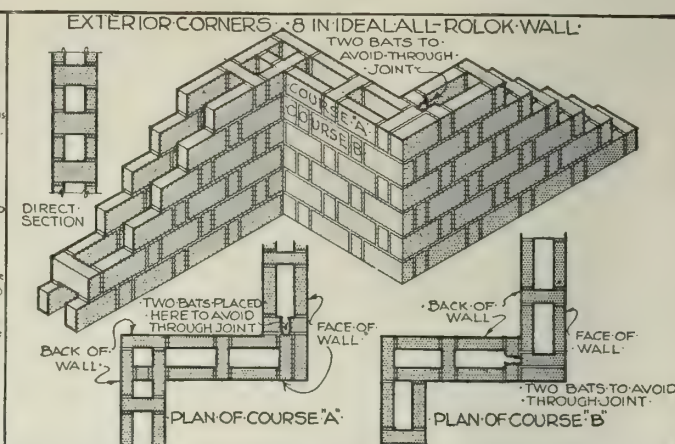 EXTERIOR·CORNERS··8 IN·IDEAL·ALL-ROLOK·WALL·
TWO BATS TO·
AVOID·THROUGH·
·JOINT·
COURSE·"A"·
COURSE·B
DIRECT·
SECTION
TWO·BATS·PLACED
HERE TO AVOID
THROUGH JOINT
FACE·OF·
WALL
BACK OF
WALL·
PLAN·OF·COURSE·"A"·
·BACK·OF·
WALL·
FACE·OF·
WALL·
TWO BATS·TO·AVOID
·THROUGH·JOINT·
·PLAN·OF·COURSE·"B"